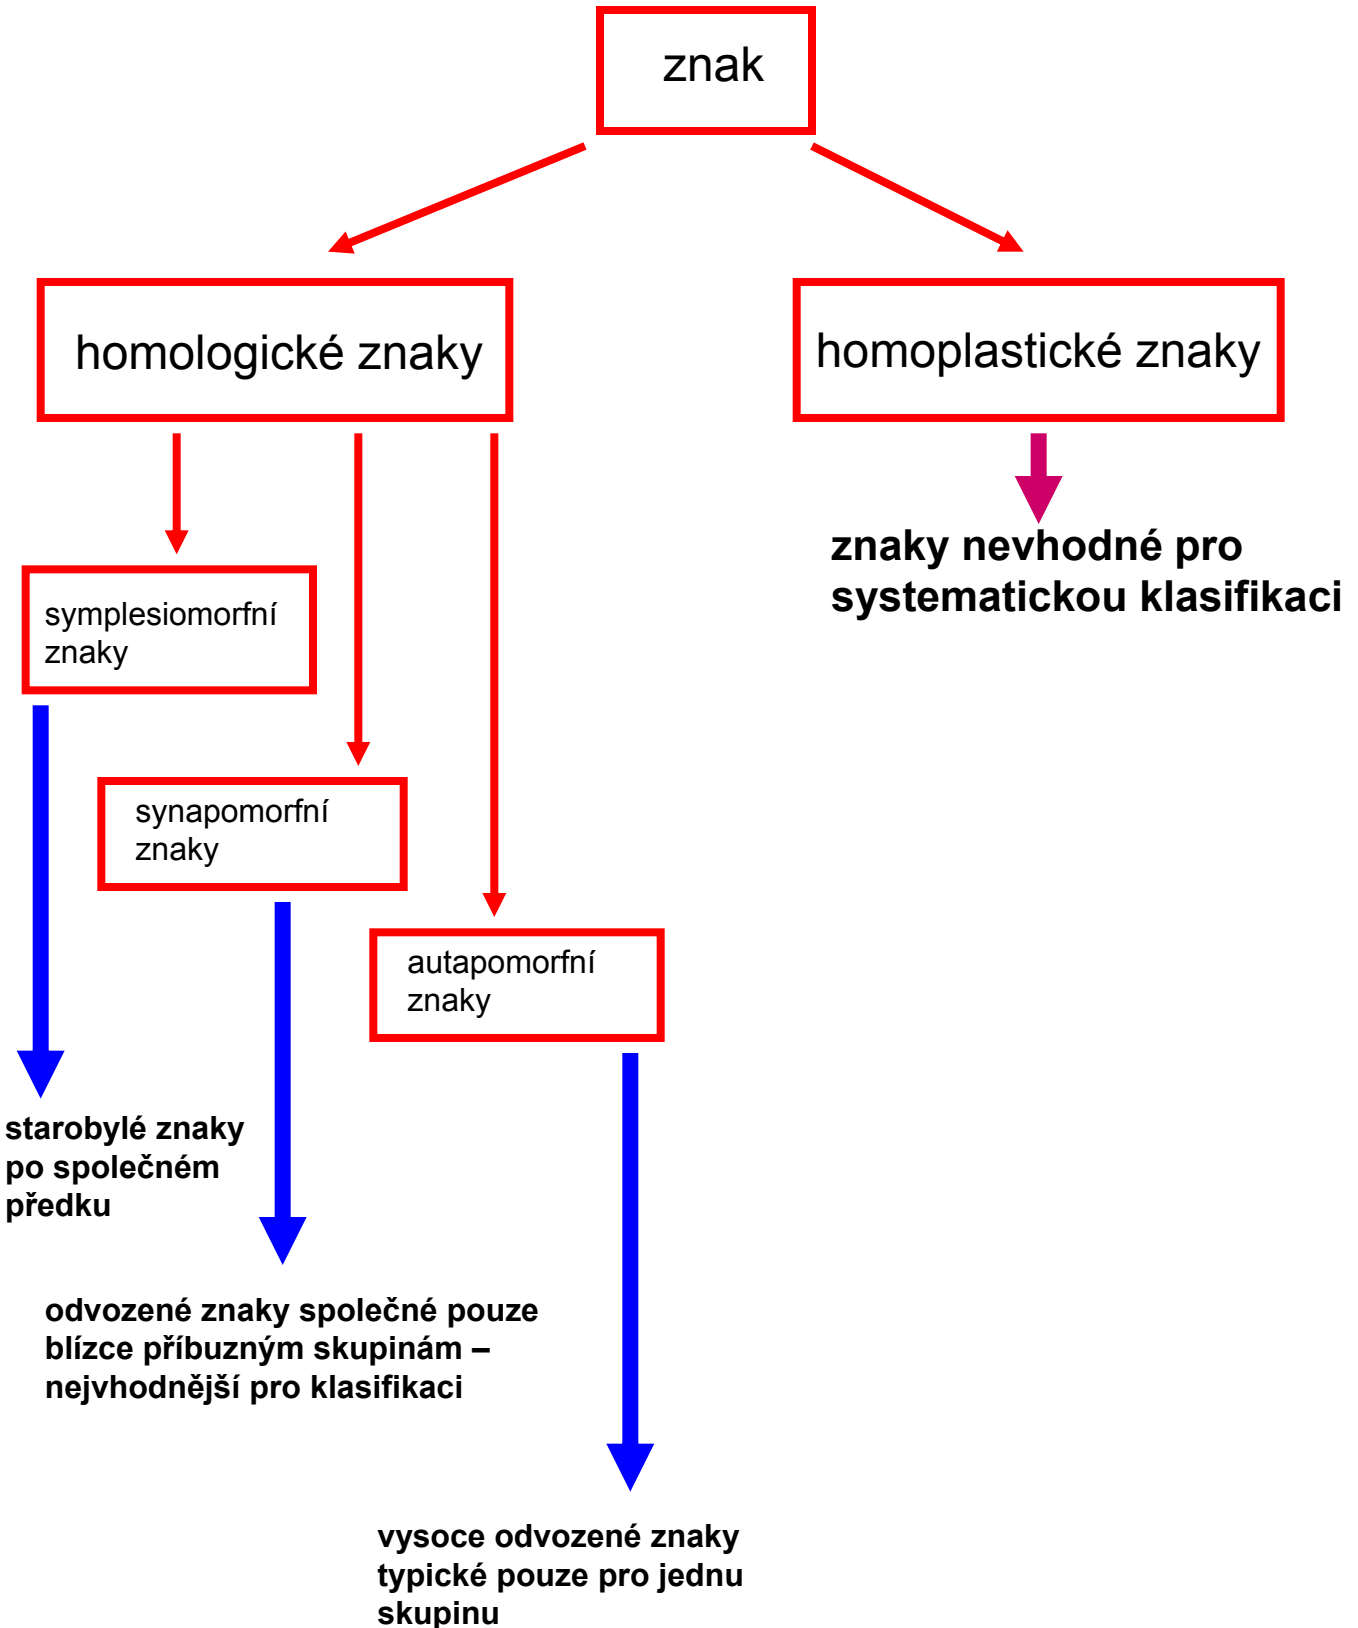 znak
homologické znaky
homoplastické znaky
znaky nevhodné pro
systematickou klasifikaci
symplesiomorfní
znaky
synapomorfní
znaky
autapomorfní
znaky
starobylé znaky
po společném
předku
odvozené znaky společné pouze
blízce příbuzným skupinám –
nejvhodnější pro klasifikaci
vysoce odvozené znaky
typické pouze pro jednu
skupinu